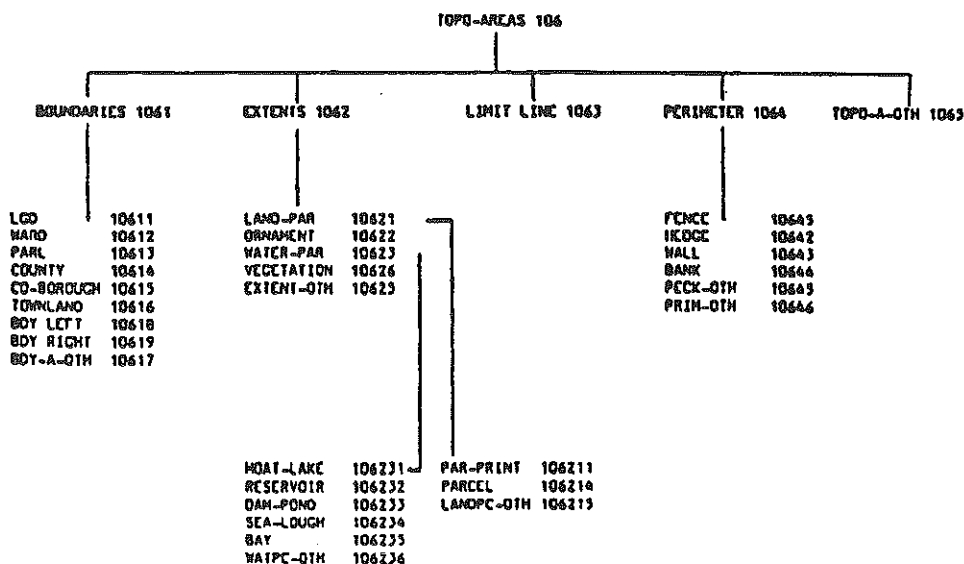 TOPO-AREAS 106
BOUNDARIES 1061
EXTENTS 1062
LIMIT LINE 1063
PERIMETER 1064
TOPO-A-OTH 1065
LGD 10611
WARD 10612
PARL 10613
COUNTY 10614
CO-BOROUGH 10615
TOWNLAND 10616
BDY LEFT 10618
BDY RIGHT 10619
BDY-A-OTH 10617
LAND-PAR 10621
ORNAMENT 10622
WATER-PAR 10623
VEGETATION
EXTENT-OTH 10625
FENCE
HEDGE 10642
WALL 10643
BANK 10644
PECK-OTH 10645
PRIM-OTH 10646
MOAT-LAKE 106231
RESERVOIR 106232
DAM-POND 106233
SEA-LOUGH 106234
BAY 106235
WATPC-OTH 106236
PAR-PRINT 106211
PARCEL 106214
LANDPC-OTH